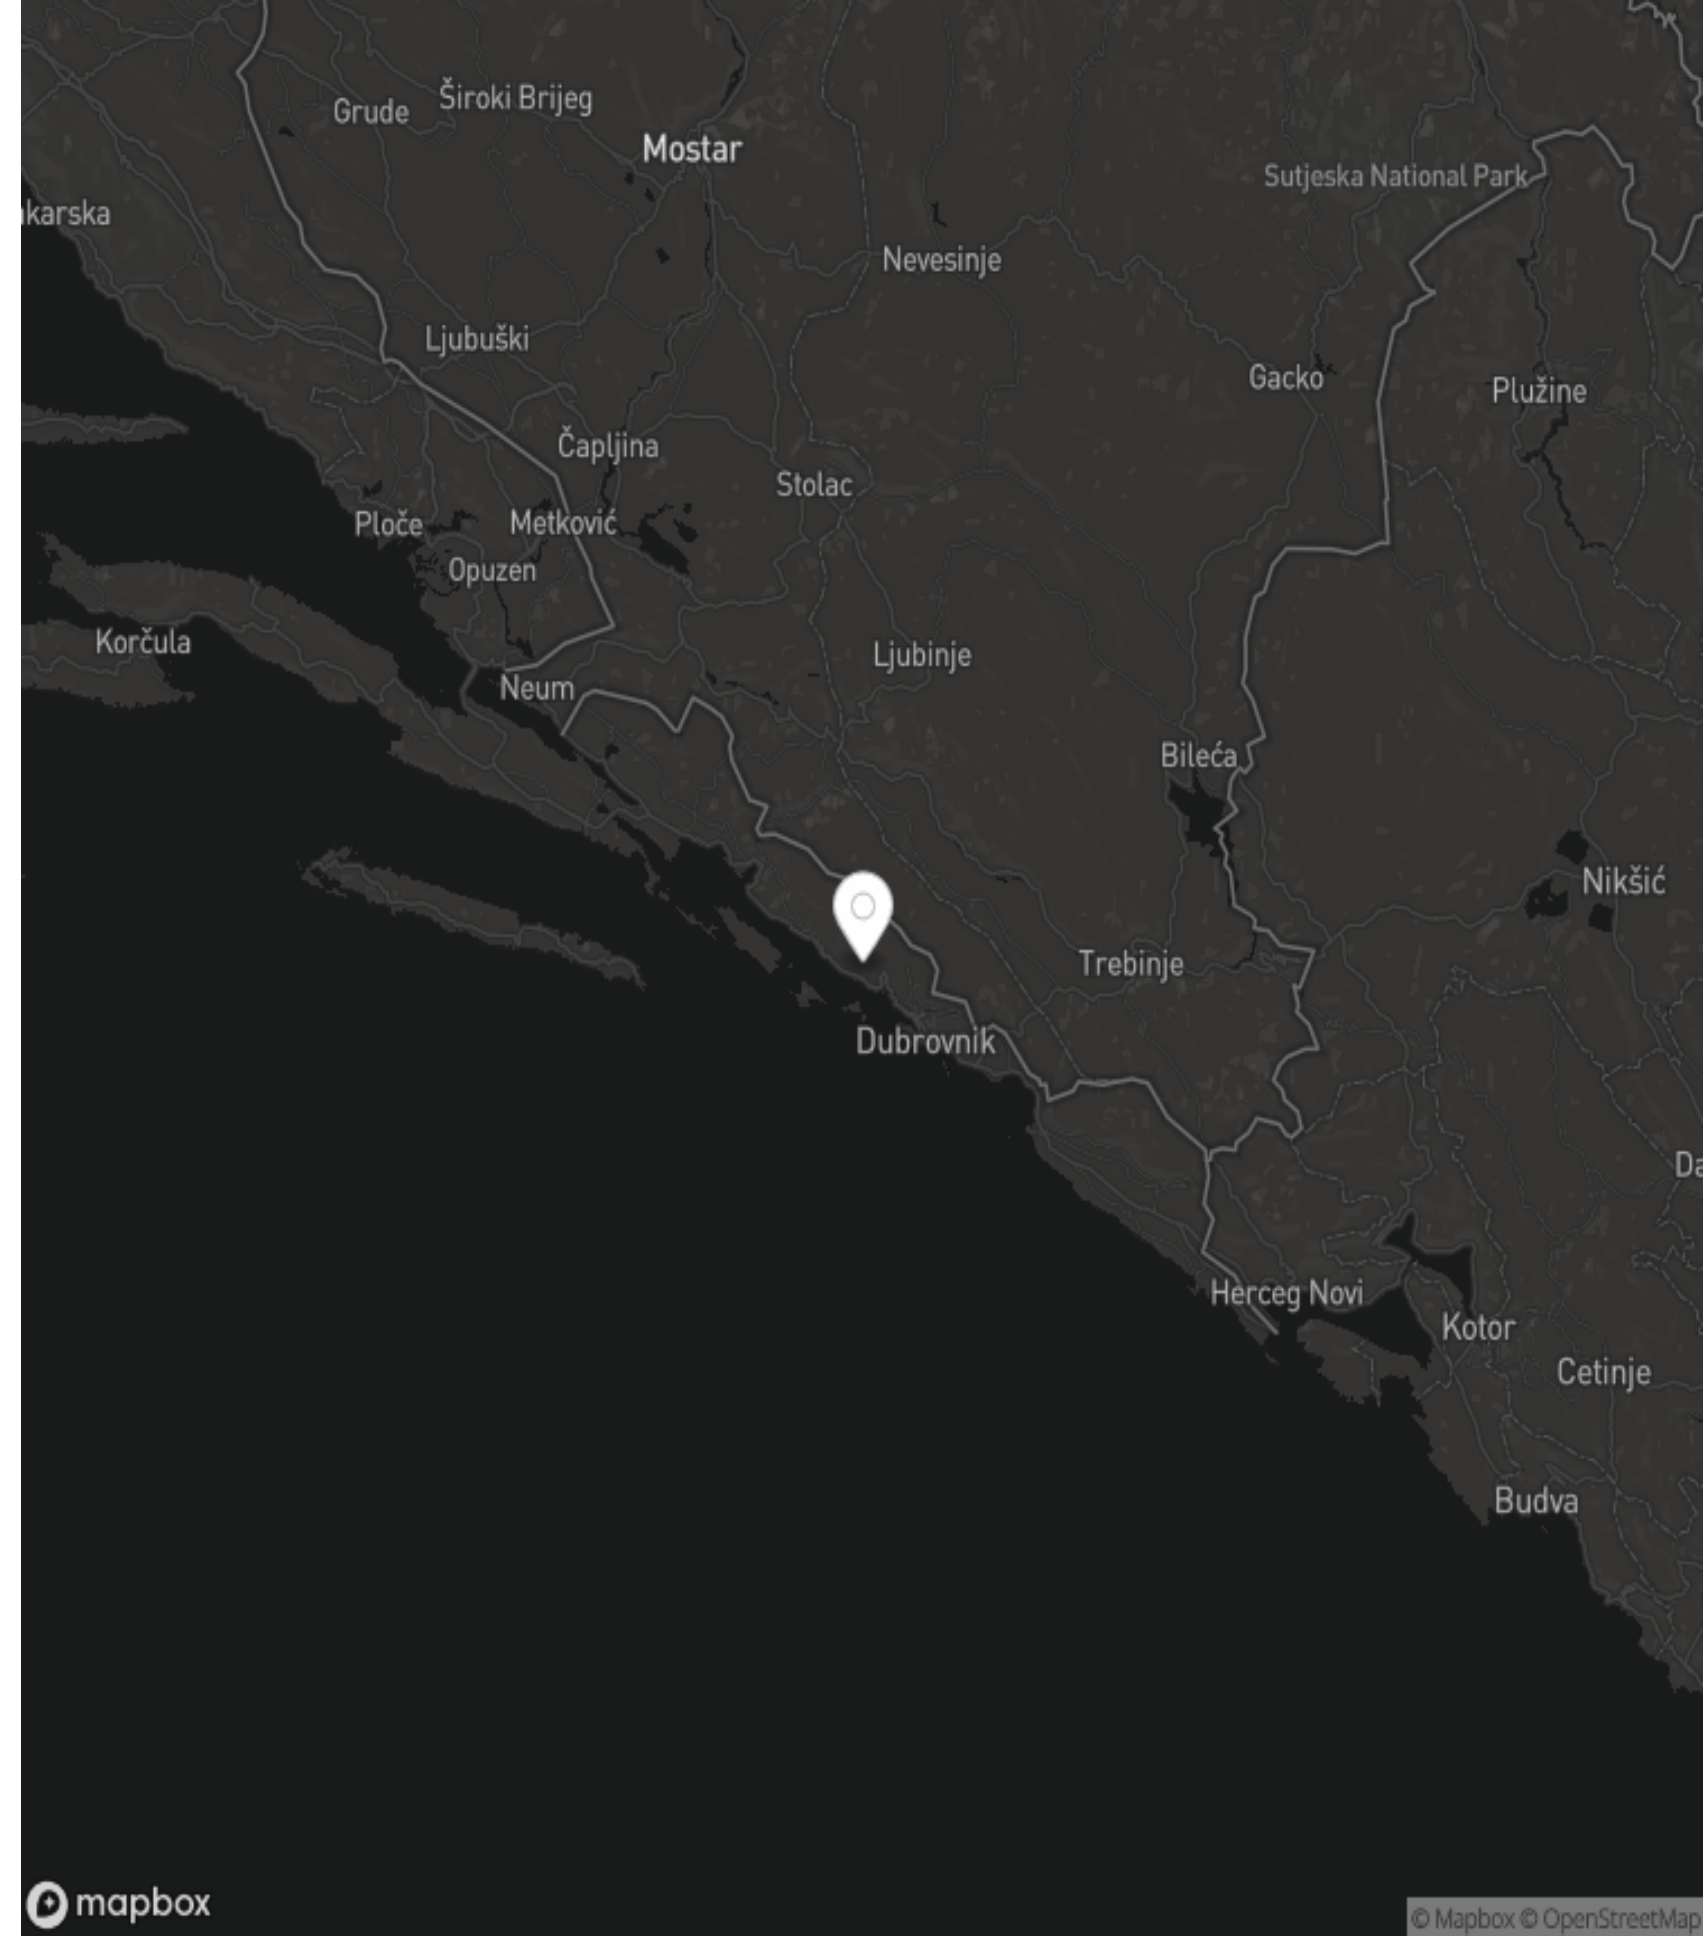 Široki Brijeg
Grude
Mostar
Sutjeska National Park
karska
Nevesinje
Ljubuški
Gacko
Plužine
Čapljina
Stolac
Ploče
Metković
Opuzen
Korčula
Ljubinje
Neum
Bileća
Nikšić
Trebinje
Dubrovnik
Da
Herceg Novi
Kotor
Cetinje
Budva
mapbox
© Mapbox © OpenStreetMap